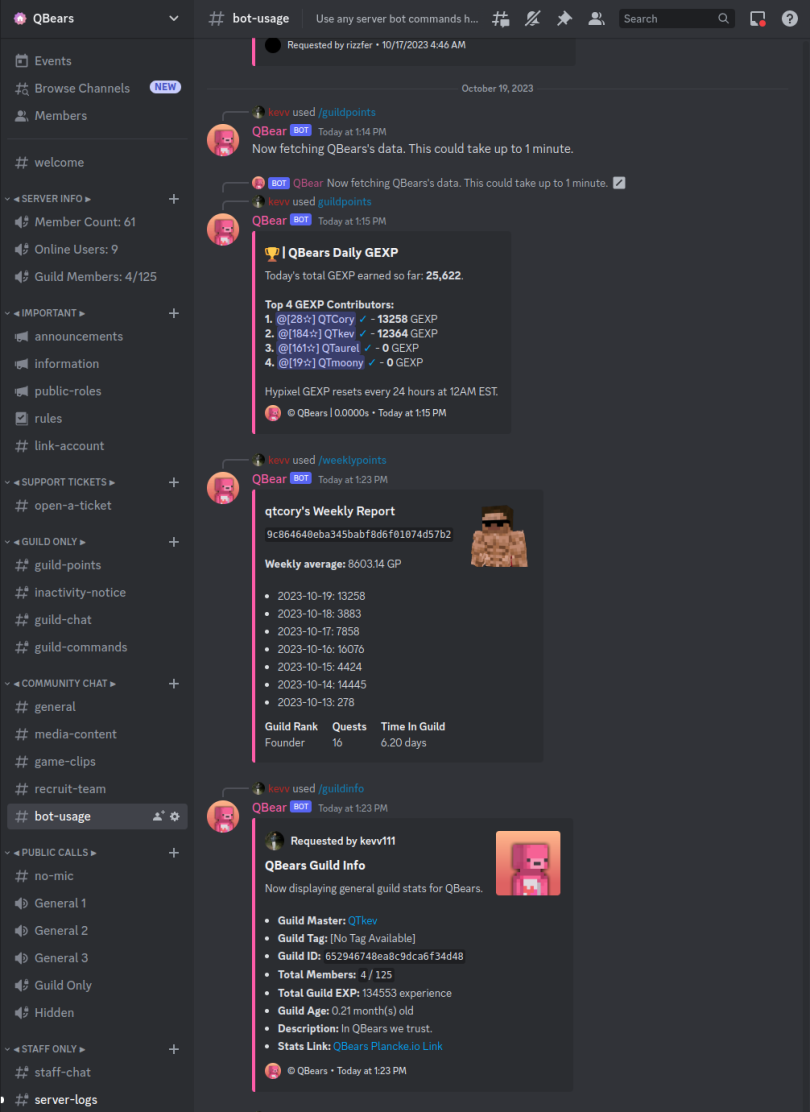 QBears
Events
Browse Channels NEW
Members
welcome
◂ SERVER INFO ▸
Member Count: 61
Online Users: 9
Guild Members: 4/125
◂ IMPORTANT ▸
announcements
information
public-roles
rules
link-account
◂ SUPPORT TICKETS ▸
open-a-ticket
◂ GUILD ONLY ▸
guild-points
inactivity-notice
guild-chat
guild-commands
◂ COMMUNITY CHAT ▸
general
media-content
game-clips
recruit-team
bot-usage
◂ PUBLIC CALLS ▸
no-mic
General 1
General 2
General 3
Guild Only
Hidden
◂ STAFF ONLY ▸
staff-chat
server-logs
# bot-usage Use any server bot commands h... Search
Requested by rizzfer • 10/17/2023 4:46 AM
October 19, 2023
kevv used /guildpoints
QBear BOT Today at 1:14 PM
Now fetching QBears's data. This could take up to 1 minute.
BOT QBear Now fetching QBears's data. This could take up to 1 minute.
kevv used guildpoints
QBear BOT Today at 1:15 PM
🏆 | QBears Daily GEXP
Today's total GEXP earned so far: 25,622.
Top 4 GEXP Contributors:
1. @[28☆] QTCory ✓ - 13258 GEXP
2. @[184☆] QTkev ✓ - 12364 GEXP
3. @[161☆] QTaurel ✓ - 0 GEXP
4. @[19☆] QTmoony ✓ - 0 GEXP
Hypixel GEXP resets every 24 hours at 12AM EST.
© QBears | 0.0000s • Today at 1:15 PM
kevv used /weeklypoints
QBear BOT Today at 1:23 PM
qtcory's Weekly Report
9c864640eba345babf8d6f01074d57b2
Weekly average: 8603.14 GP
• 2023-10-19: 13258
• 2023-10-18: 3883
• 2023-10-17: 7858
• 2023-10-16: 16076
• 2023-10-15: 4424
• 2023-10-14: 14445
• 2023-10-13: 278
Guild Rank Quests Time In Guild
Founder 16 6.20 days
kevv used /guildinfo
QBear BOT Today at 1:23 PM
Requested by kevv111
QBears Guild Info
Now displaying general guild stats for QBears.
• Guild Master: QTkev
• Guild Tag: [No Tag Available]
• Guild ID: 652946748ea8c9dca6f34d48
• Total Members: 4 / 125
• Total Guild EXP: 134553 experience
• Guild Age: 0.21 month(s) old
• Description: In QBears we trust.
• Stats Link: QBears Plancke.io Link
© QBears • Today at 1:23 PM